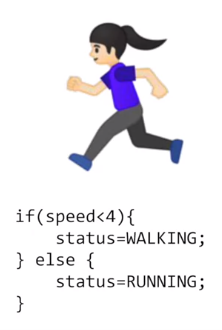 if(speed<4){
    status=WALKING;
} else {
    status=RUNNING;
}